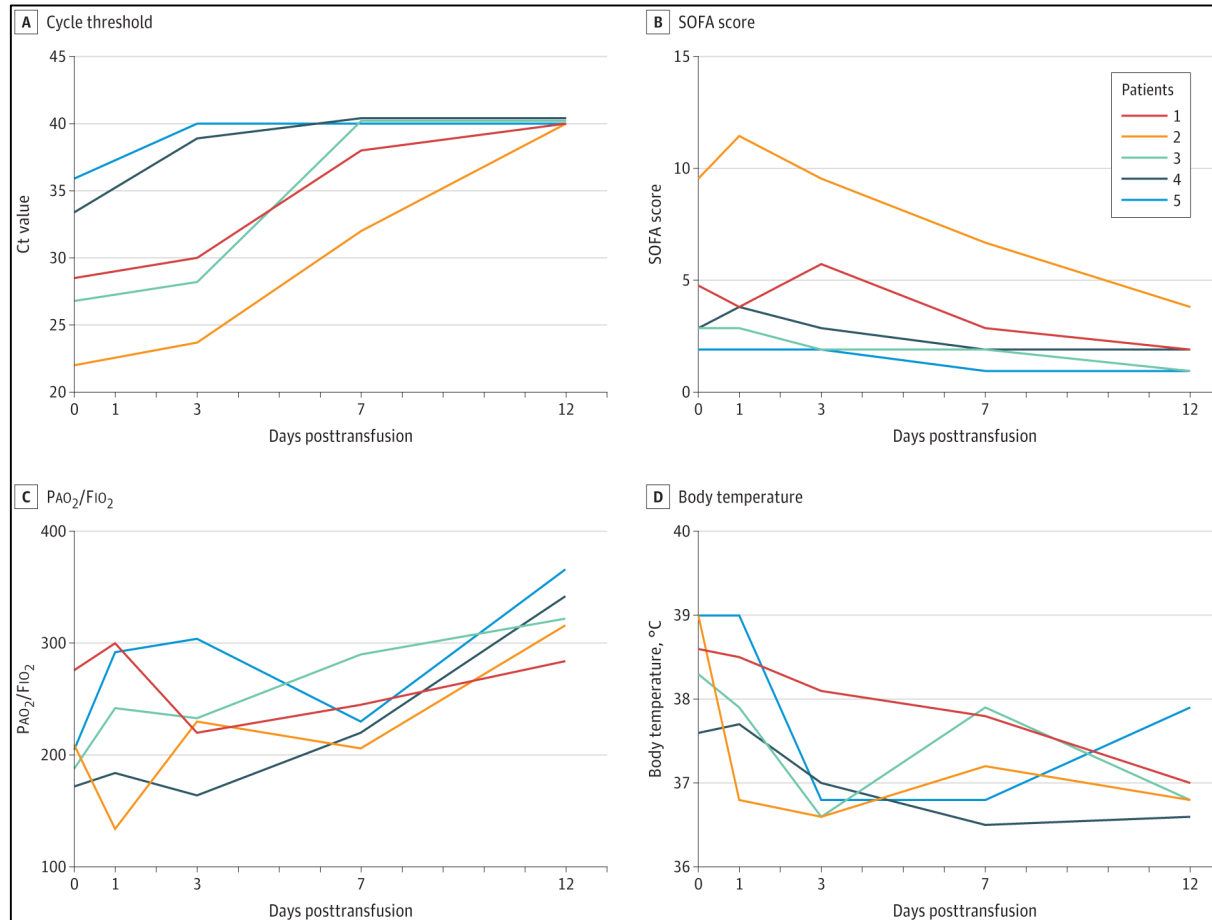 A Cycle threshold
45
40
35
30
25
20
Ct value
0 1 3 7 12
Days posttransfusion
B SOFA score
15
10
5
0
SOFA score
Patients
1
2
3
4
5
0 1 3 7 12
Days posttransfusion
C PAO2/FIO2
400
300
200
100
PAO2/FIO2
0 1 3 7 12
Days posttransfusion
D Body temperature
40
39
38
37
36
Body temperature, °C
0 1 3 7 12
Days posttransfusion